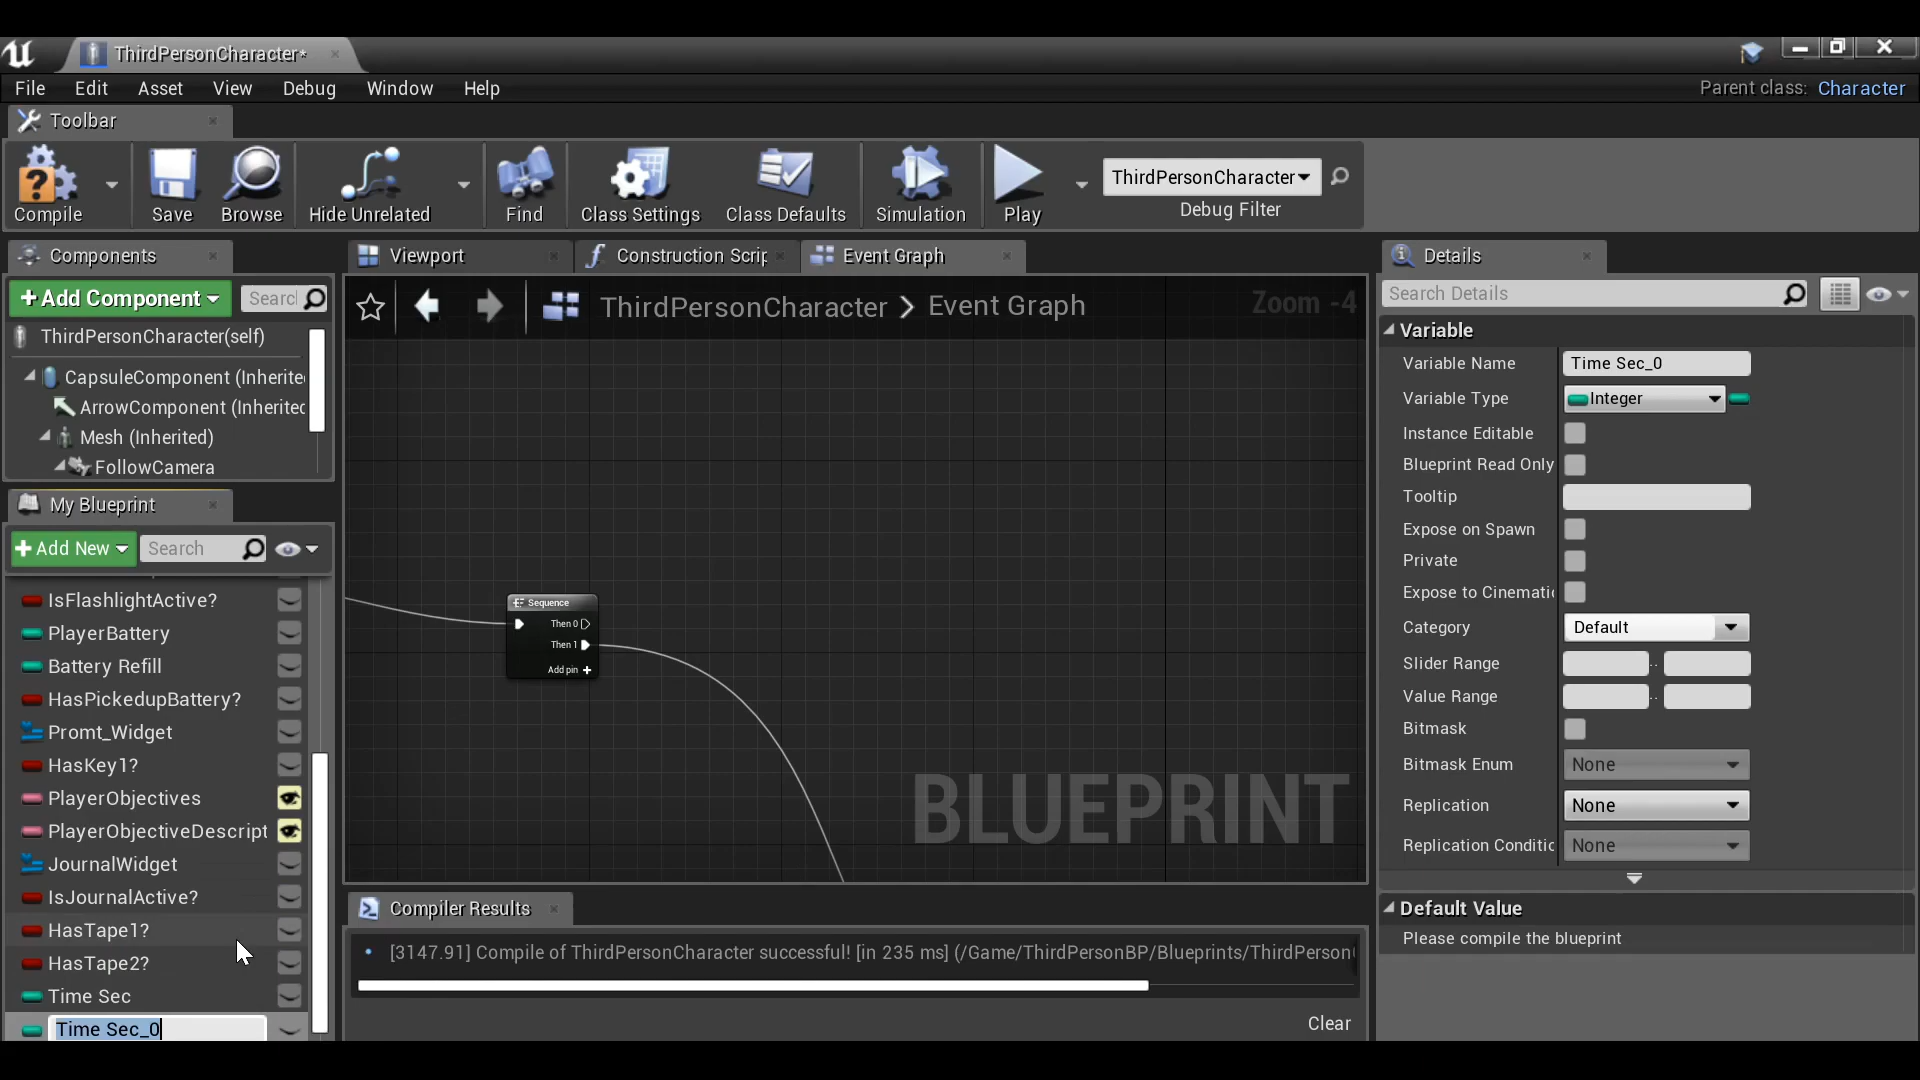 ThirdPersonCharacter*
File Edit Asset View Debug Window Help
Parent class: Character
Toolbar
Compile Save Browse Hide Unrelated Find Class Settings Class Defaults Simulation Play
ThirdPersonCharacter
Debug Filter
Components
Add Component
Search
ThirdPersonCharacter(self)
CapsuleComponent (Inherite
ArrowComponent (Inheritec
Mesh (Inherited)
FollowCamera
My Blueprint
Add New
Search
IsFlashlightActive?
PlayerBattery
Battery Refill
HasPickedupBattery?
Promt_Widget
HasKey1?
PlayerObjectives
PlayerObjectiveDescript
JournalWidget
IsJournalActive?
HasTape1?
HasTape2?
Time Sec
Time Sec_0
Viewport
Construction Scrip
Event Graph
ThirdPersonCharacter > Event Graph
Zoom -4
Sequence
Then 0
Then 1
Add pin +
BLUEPRINT
Compiler Results
[3147.91] Compile of ThirdPersonCharacter successful! [in 235 ms] (/Game/ThirdPersonBP/Blueprints/ThirdPerson
Clear
Details
Search Details
Variable
Variable Name Time Sec_0
Variable Type Integer
Instance Editable
Blueprint Read Only
Tooltip
Expose on Spawn
Private
Expose to Cinematic
Category Default
Slider Range ..
Value Range ..
Bitmask
Bitmask Enum None
Replication None
Replication Conditic None
Default Value
Please compile the blueprint